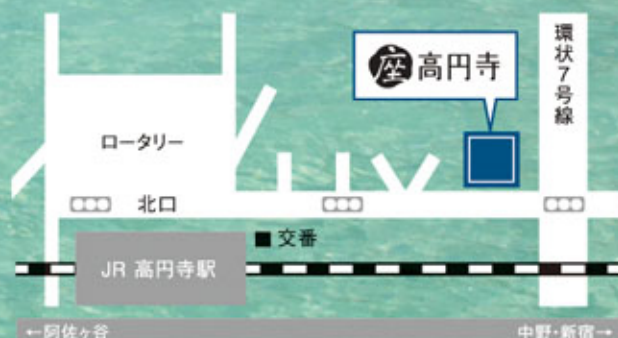 座高円寺
環状7号線
ロータリー
北口
交番
JR 高円寺駅
←阿佐ヶ谷
中野・新宿→